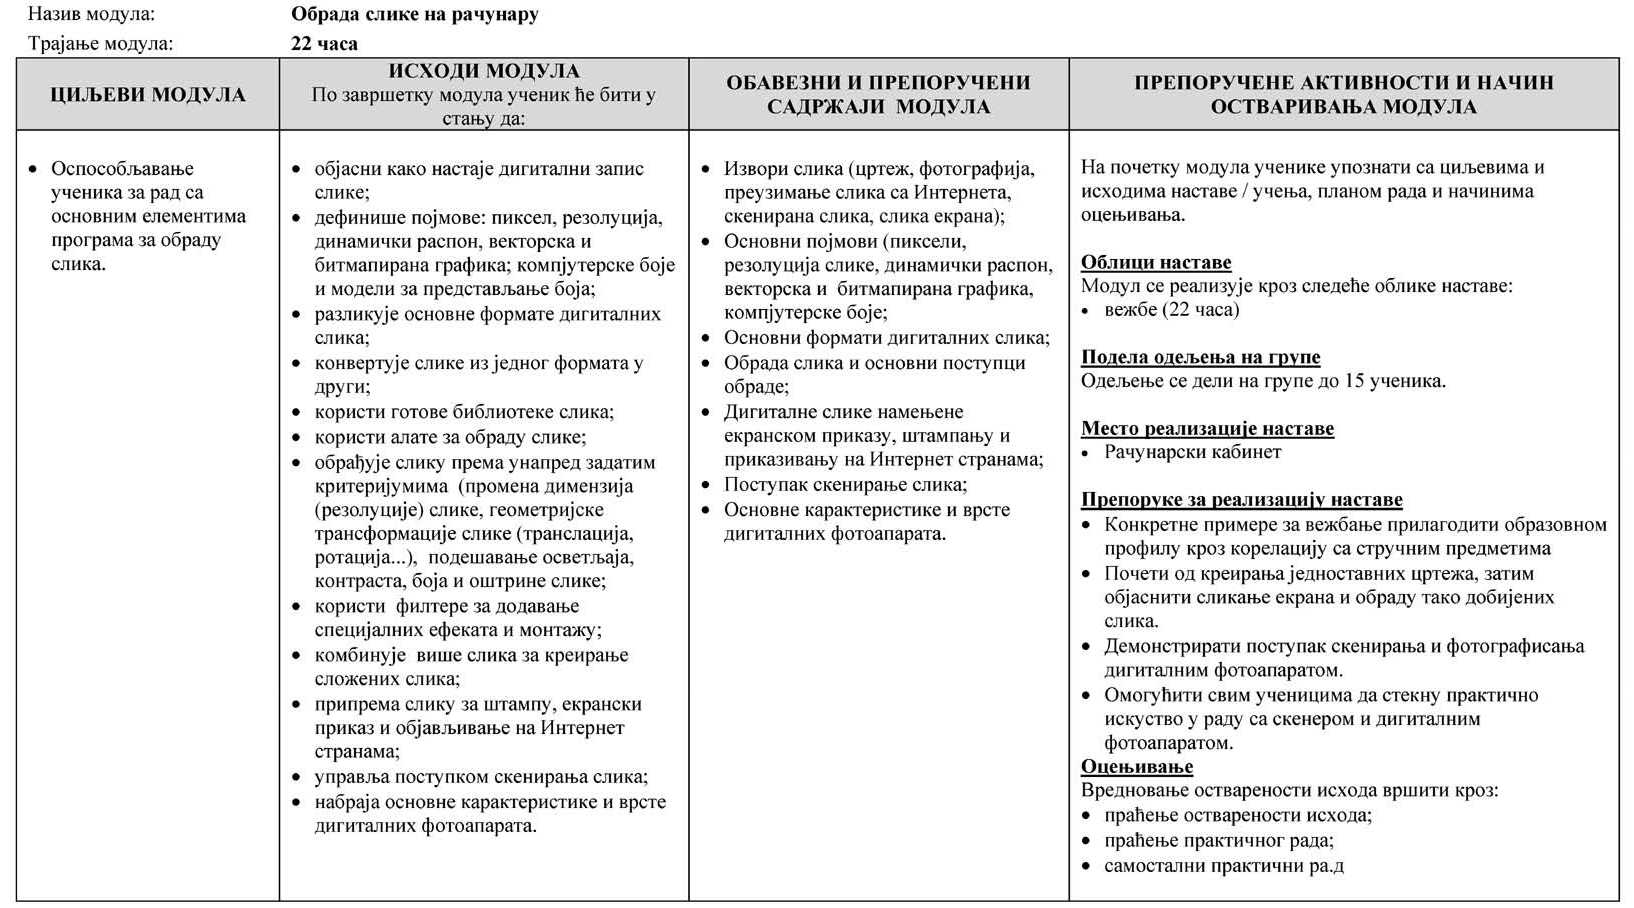 Назив модула: Обрада слике на рачунару
Трајање модула: 22 часа
ЦИЉЕВИ МОДУЛА
ИСХОДИ МОДУЛА
По завршетку модула ученик ће бити у
стању да:
ОБАВЕЗНИ И ПРЕПОРУЧЕНИ
САДРЖАЈИ МОДУЛА
ПРЕПОРУЧЕНЕ АКТИВНОСТИ И НАЧИН
ОСТВАРИВАЊА МОДУЛА
• Оспособљавање
ученика за рад са
основним елементима
програма за обраду
слика.
• објасни како настаје дигитални запис
слике;
• дефинише појмове: пиксел, резолуција,
динамички распон, векторска и
битмапирана графика; компјутерске боје
и модели за представљање боја;
• разликује основне формате дигиталних
слика;
• конвертује слике из једног формата у
други;
• користи готове библиотеке слика;
• користи алате за обраду слике;
• обрађује слику према унапред задатим
критеријумима (промена димензија
(резолуције) слике, геометријске
трансформације слике (транслација,
ротација...), подешавање осветљаја,
контраста, боја и оштрине слике;
• користи филтере за додавање
специјалних ефеката и монтажу;
• комбинује више слика за креирање
сложених слика;
• припрема слику за штампу, екрански
приказ и објављивање на Интернет
странама;
• управља поступком скенирања слика;
• набраја основне карактеристике и врсте
дигиталних фотоапарата.
• Извори слика (цртеж, фотографија,
преузимање слика са Интернета,
скенирана слика, слика екрана);
• Основни појмови (пиксели,
резолуција слике, динамички распон,
векторска и битмапирана графика,
компјутерске боје;
• Основни формати дигиталних слика;
• Обрада слика и основни поступци
обраде;
• Дигиталне слике намењене
екранском приказу, штампању и
приказивању на Интернет странама;
• Поступак скенирање слика;
• Основне карактеристике и врсте
дигиталних фотоапарата.
На почетку модула ученике упознати са циљевима и
исходима наставе / учења, планом рада и начинима
оцењивања.
Облици наставе
Модул се реализује кроз следеће облике наставе:
• вежбе (22 часа)
Подела одељења на групе
Одељење се дели на групе до 15 ученика.
Место реализације наставе
• Рачунарски кабинет
Препоруке за реализацију наставе
• Конкретне примере за вежбање прилагодити образовном
профилу кроз корелацију са стручним предметима
• Почети од креирања једноставних цртежа, затим
објаснити сликање екрана и обраду тако добијених
слика.
• Демонстрирати поступак скенирања и фотографисања
дигиталним фотоапаратом.
• Омогућити свим ученицима да стекну практично
искуство у раду са скенером и дигиталним
фотоапаратом.
Оцењивање
Вредновање остварености исхода вршити кроз:
• праћење остварености исхода;
• праћење практичног рада;
• самостални практични ра.д